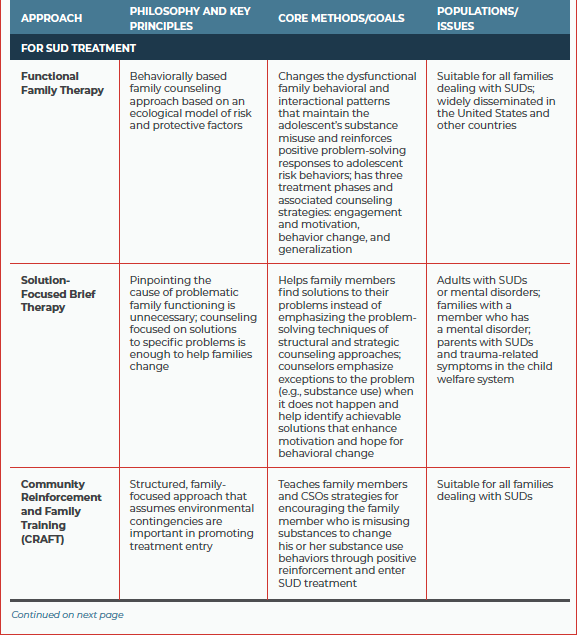 APPROACH
PHILOSOPHY AND KEY
PRINCIPLES
CORE METHODS/GOALS
POPULATIONS/
ISSUES
FOR SUD TREATMENT
Functional
Family Therapy
Behaviorally based
family counseling
approach based on an
ecological model of risk
and protective factors
Changes the dysfunctional
family behavioral and
interactional patterns
that maintain the
adolescent's substance
misuse and reinforces
positive problem-solving
responses to adolescent
risk behaviors; has three
treatment phases and
associated counseling
strategies: engagement
and motivation,
behavior change, and
generalization
Suitable for all families
dealing with SUDs;
widely disseminated in
the United States and
other countries
Solution-
Focused Brief
Therapy
Pinpointing the
cause of problematic
family functioning is
unnecessary; counseling
focused on solutions
to specific problems is
enough to help families
change
Helps family members
find solutions to their
problems instead of
emphasizing the problem-
solving techniques of
structural and strategic
counseling approaches;
counselors emphasize
exceptions to the problem
(e.g., substance use) when
it does not happen and
help identify achievable
solutions that enhance
motivation and hope for
behavioral change
Adults with SUDs
or mental disorders;
families with a
member who has
a mental disorder;
parents with SUDs
and trauma-related
symptoms in the child
welfare system
Community
Reinforcement
and Family
Training
(CRAFT)
Structured, family-
focused approach that
assumes environmental
contingencies are
important in promoting
treatment entry
Teaches family members
and CSOs strategies for
encouraging the family
member who is misusing
substances to change
his or her substance use
behaviors through positive
reinforcement and enter
SUD treatment
Suitable for all families
dealing with SUDs
Continued on next page